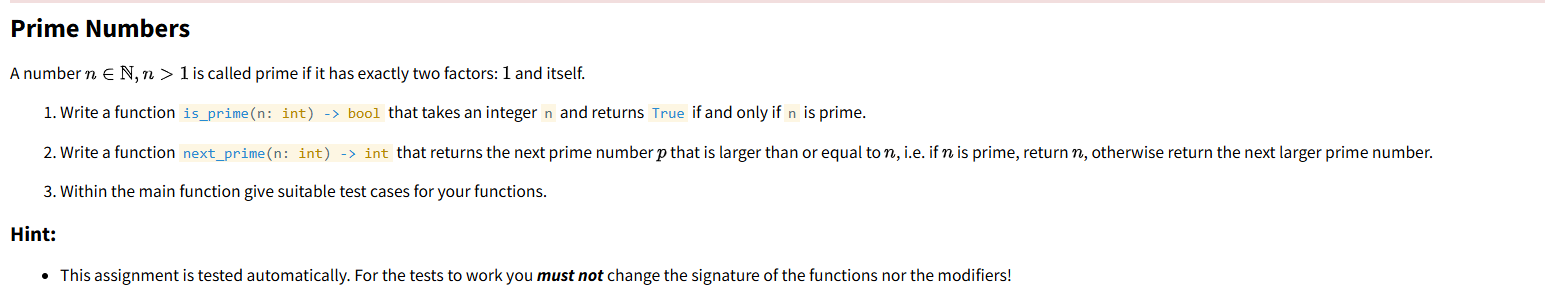 Prime Numbers
A number n ∈ ℕ, n > 1 is called prime if it has exactly two factors: 1 and itself.
1. Write a function is_prime(n: int) -> bool that takes an integer n and returns True if and only if n is prime.
2. Write a function next_prime(n: int) -> int that returns the next prime number p that is larger than or equal to n, i.e. if n is prime, return n, otherwise return the next larger prime number.
3. Within the main function give suitable test cases for your functions.
Hint:
• This assignment is tested automatically. For the tests to work you must not change the signature of the functions nor the modifiers!